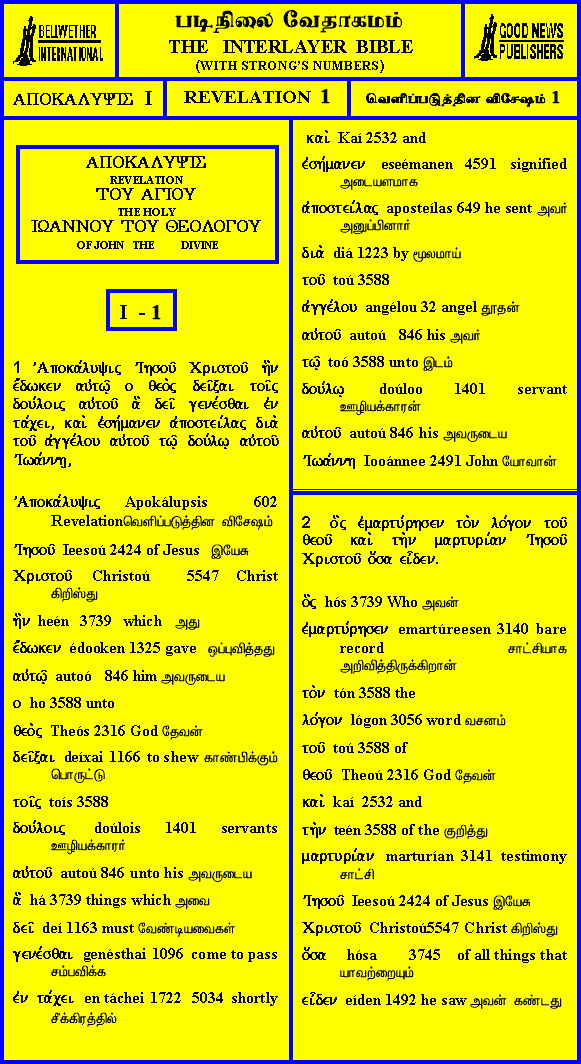 BELLWETHER
INTERNATIONAL
படிநிலை வேதாகமம்
THE INTERLAYER BIBLE
(WITH STRONG'S NUMBERS)
GOOD NEWS
PUBLISHERS
ΑΠΟΚΑΛΥΨΙΣ I
REVELATION 1
வெளிப்படுத்தின விசேஷம் 1
ΑΠΟΚΑΛΥΨΙΣ
REVELATION
ΤΟΥ ΑΓΙΟΥ
THE HOLY
ΙΩΑΝΝΟΥ ΤΟΥ ΘΕΟΛΟΓΟΥ
OF JOHN THE DIVINE
I - 1
1 Ἀποκάλυψις Ἰησοῦ Χριστοῦ ἣν
ἔδωκεν αὐτῷ ο θεὸς δεῖξαι τοῖς
δούλοις αὐτοῦ ἃ δεῖ γενέσθαι ἐν
τάχει, καὶ ἐσήμανεν ἀποστείλας διὰ
τοῦ ἀγγέλου αὐτοῦ τῷ δούλῳ αὐτοῦ
Ἰωάννῃ,
Ἀποκάλυψις Apokálupsis 602
Revelationவெளிப்படுத்தின விசேஷம்
Ἰησοῦ Ieesoú 2424 of Jesus இயேசு
Χριστοῦ Christoú 5547 Christ
கிறிஸ்து
ἣν heén 3739 which அது
ἔδωκεν édooken 1325 gave ஒப்புவித்தது
αὐτῷ autoó 846 him அவருடைய
ο ho 3588 unto
θεὸς Theós 2316 God தேவன்
δεῖξαι deíxai 1166 to shew காண்பிக்கும்
பொருட்டு
τοῖς toís 3588
δούλοις doúlois 1401 servants
ஊழியக்காரர்
αὐτοῦ autoú 846 unto his அவருடைய
ἃ há 3739 things which அவை
δεῖ deí 1163 must வேண்டியவைகள்
γενέσθαι genésthai 1096 come to pass
சம்பவிக்க
ἐν τάχει en táchei 1722 5034 shortly
சீக்கிரத்தில்
καὶ Kaí 2532 and
ἐσήμανεν eseémanen 4591 signified
அடையளமாக
ἀποστείλας aposteílas 649 he sent அவர்
அனுப்பினார்
διὰ diá 1223 by மூலமாய்
τοῦ toú 3588
ἀγγέλου angélou 32 angel தூதன்
αὐτοῦ autoú 846 his அவர்
τῷ toó 3588 unto இடம்
δούλῳ doúloo 1401 servant
ஊழியக்காரன்
αὐτοῦ autoú 846 his அவருடைய
Ἰωάννη Iooánnee 2491 John யோவான்
2 ὃς ἐμαρτύρησεν τὸν λόγον τοῦ
θεοῦ καὶ τὴν μαρτυρίαν Ἰησοῦ
Χριστοῦ ὅσα εἶδεν.
ὃς hós 3739 Who அவன்
ἐμαρτύρησεν emartúreesen 3140 bare
record சாட்சியாக
அறிவித்திருக்கிறான்
τὸν tón 3588 the
λόγον lógon 3056 word வசனம்
τοῦ toú 3588 of
θεοῦ Theoú 2316 God தேவன்
καὶ kaí 2532 and
τὴν teén 3588 of the குறித்து
μαρτυρίαν marturían 3141 testimony
சாட்சி
Ἰησοῦ Ieesoú 2424 of Jesus இயேசு
Χριστοῦ Christoú5547 Christ கிறிஸ்து
ὅσα hósa 3745 of all things that
யாவற்றையும்
εἶδεν eíden 1492 he saw அவன் கண்டது